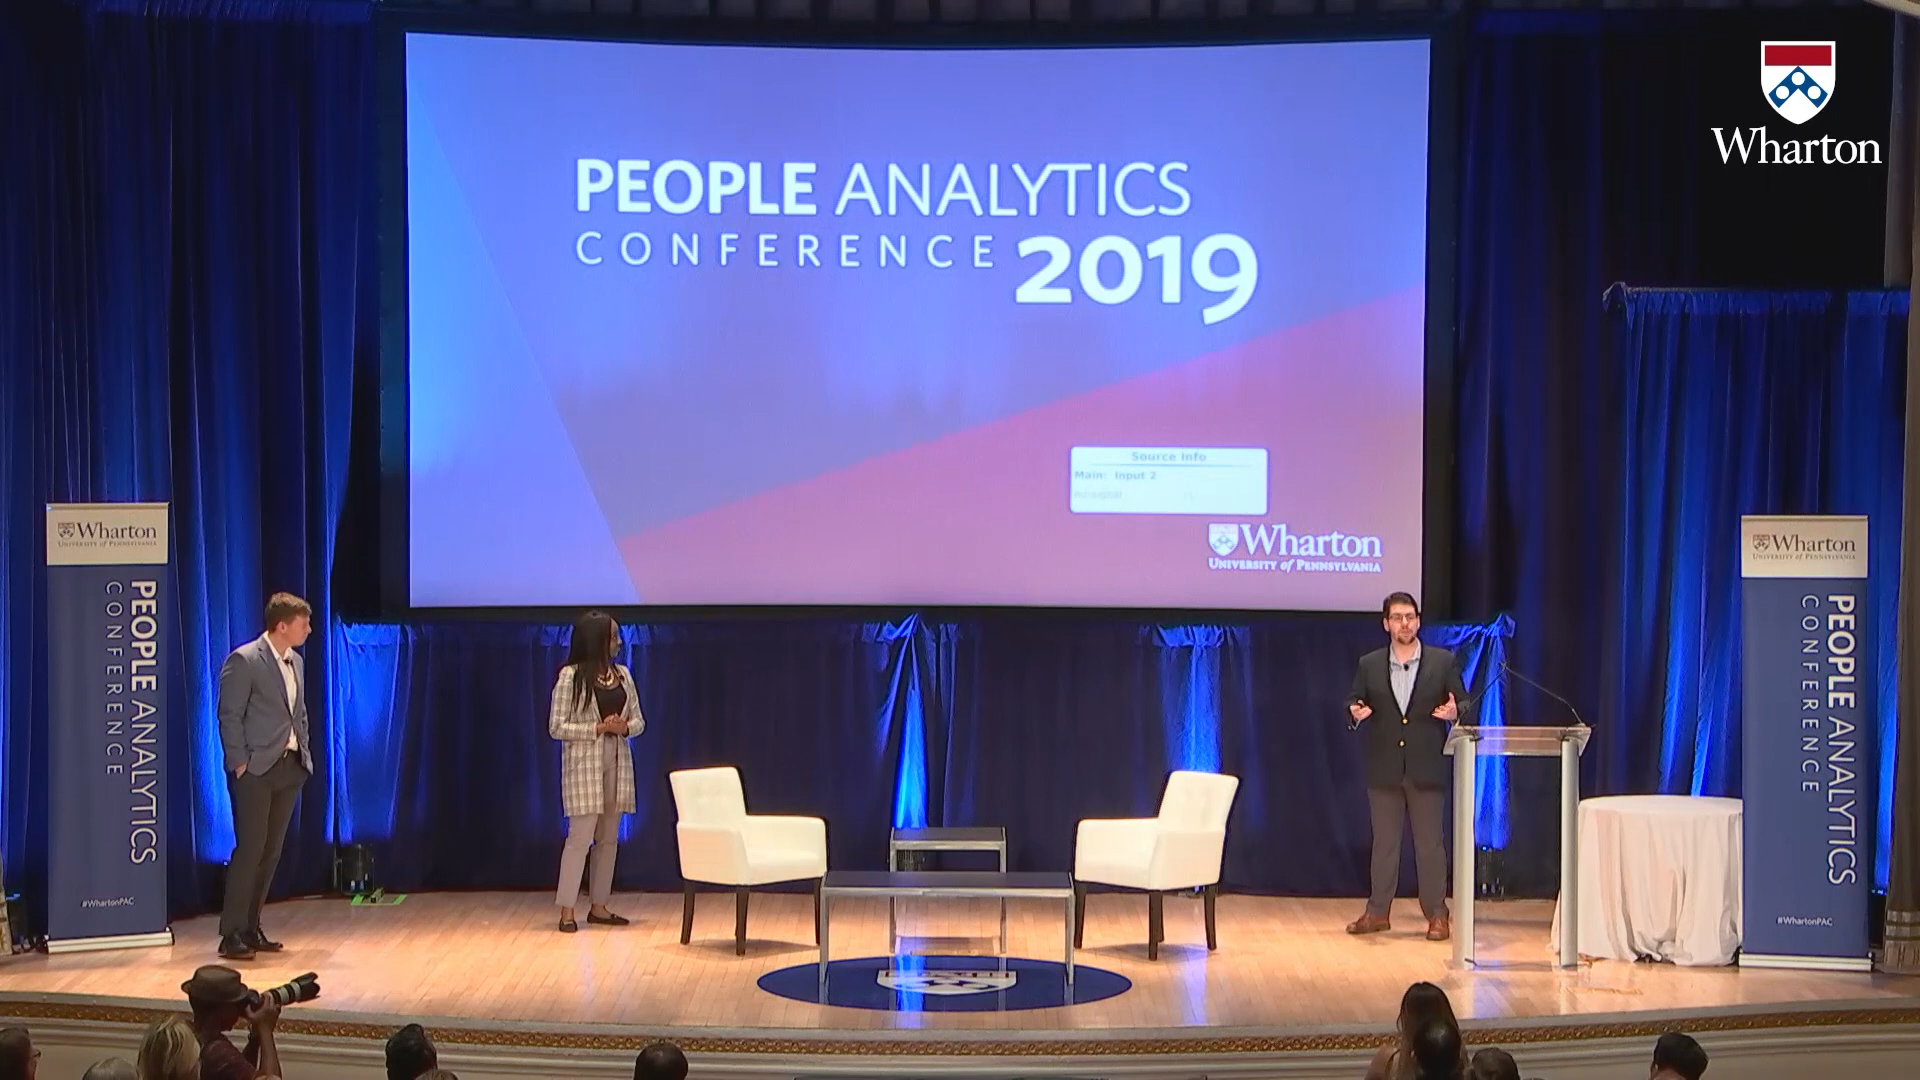 Wharton
PEOPLE ANALYTICS
CONFERENCE 2019
Source Info
Main: Input 2
Wharton
UNIVERSITY of PENNSYLVANIA
Wharton
UNIVERSITY of PENNSYLVANIA
PEOPLE ANALYTICS
CONFERENCE
#WhartonPAC
Wharton
UNIVERSITY of PENNSYLVANIA
PEOPLE ANALYTICS
CONFERENCE
#WhartonPAC